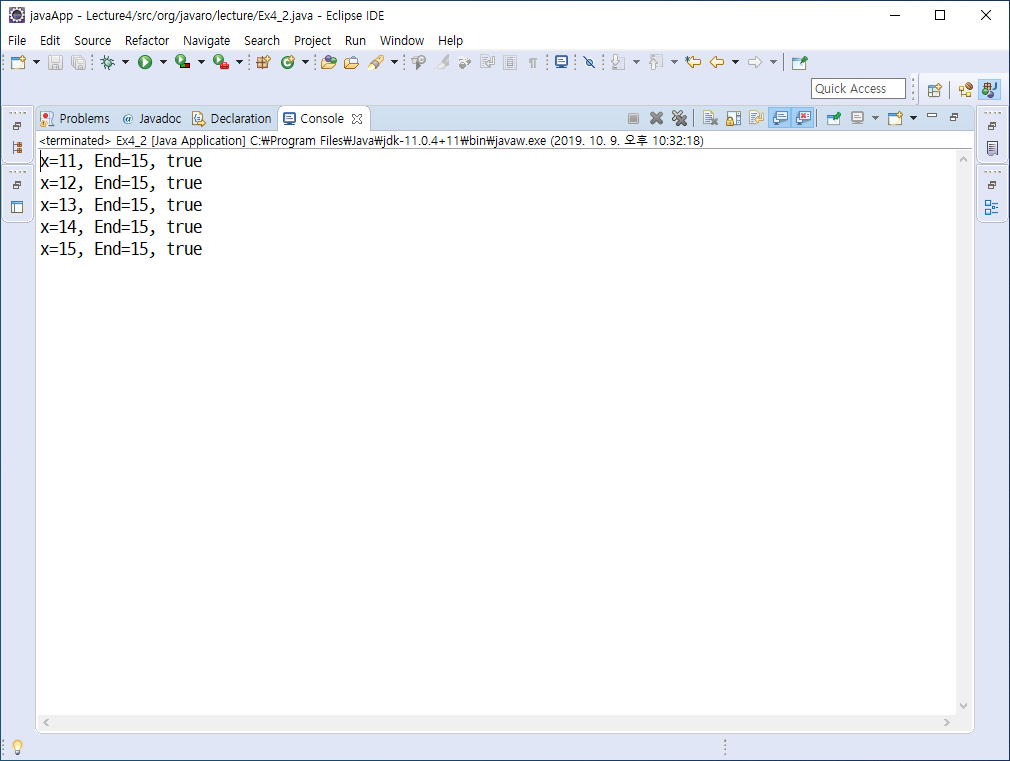 javaApp - Lecture4/src/org/javaro/lecture/Ex4_2.java - Eclipse IDE
File Edit Source Refactor Navigate Search Project Run Window Help
Quick Access
Problems @ Javadoc Declaration Console
<terminated> Ex4_2 [Java Application] C:₩Program Files₩Java₩jdk-11.0.4+11₩bin₩javaw.exe (2019. 10. 9. 오후 10:32:18)
x=11, End=15, true
x=12, End=15, true
x=13, End=15, true
x=14, End=15, true
x=15, End=15, true